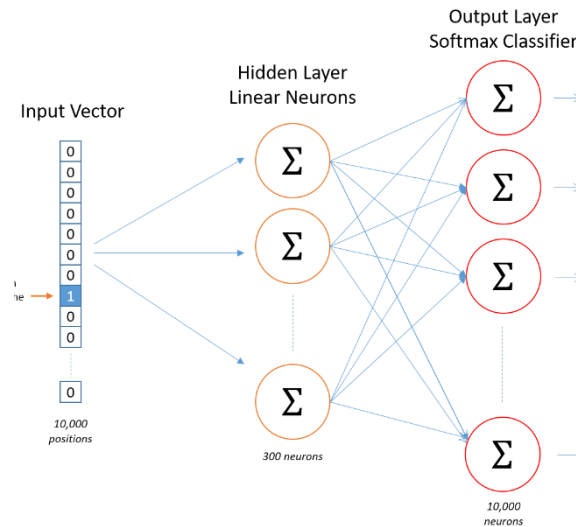 Output Layer
Softmax Classifier
Hidden Layer
Linear Neurons
Input Vector
0
0
0
0
0
0
0
1
0
0
0
10,000
positions
Σ
Σ
Σ
300 neurons
Σ
Σ
Σ
Σ
10,000
neurons